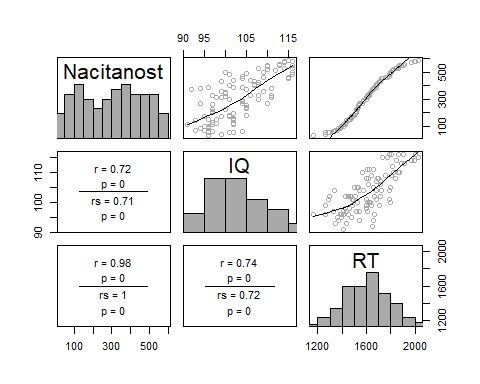 90 95 105 115
Nacitanost
100 300 500
r = 0.72
p = 0
rs = 0.71
p = 0
90 100 110
IQ
r = 0.98
p = 0
rs = 1
p = 0
r = 0.74
p = 0
rs = 0.72
p = 0
RT
1200 1600 2000
100 300 500
1200 1600 2000